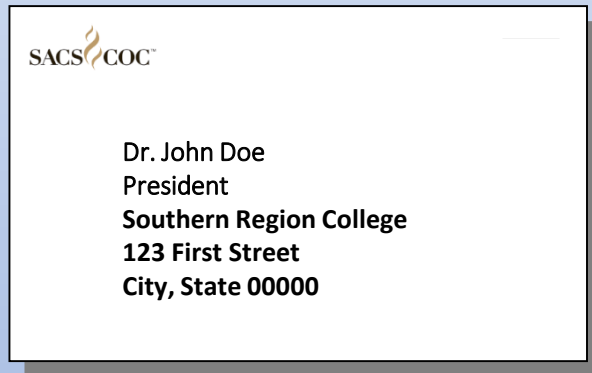 SACS COC™
Dr. John Doe
President
Southern Region College
123 First Street
City, State 00000